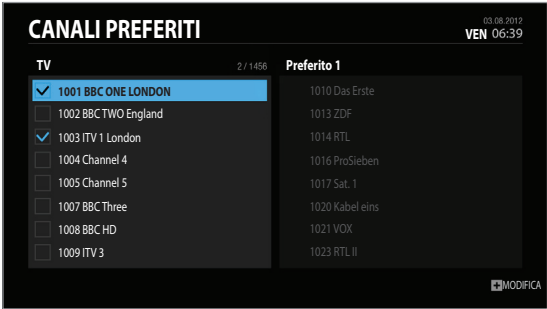 CANALI PREFERITI
03.08.2012
VEN 06:39
TV 2 / 1456
Preferito 1
1001 BBC ONE LONDON
1002 BBC TWO England
1003 ITV 1 London
1004 Channel 4
1005 Channel 5
1007 BBC Three
1008 BBC HD
1009 ITV 3
1010 Das Erste
1013 ZDF
1014 RTL
1016 ProSieben
1017 Sat. 1
1020 Kabel eins
1021 VOX
1023 RTL II
MODIFICA